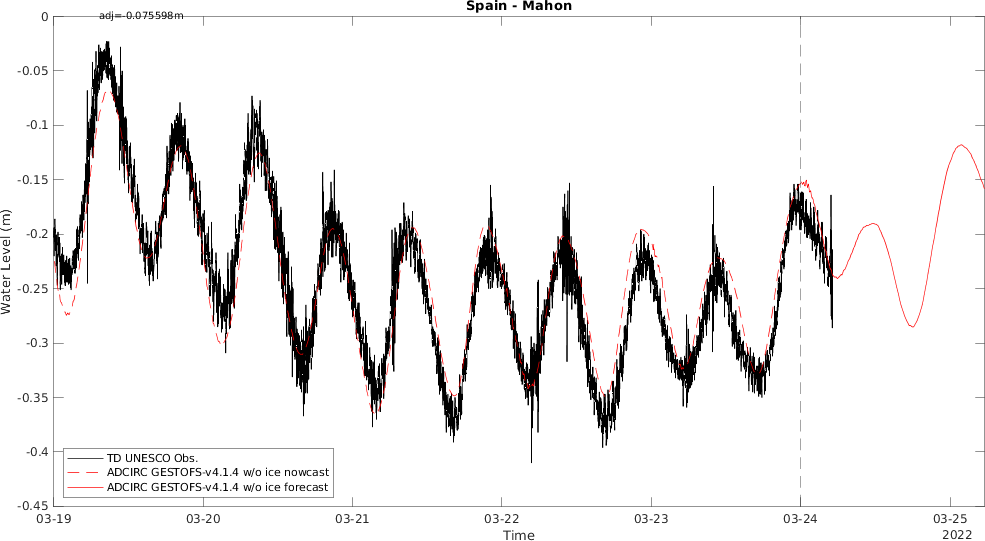 Spain - Mahon
adj=-0.075598m
0
-0.05
-0.1
-0.15
-0.2
-0.25
-0.3
-0.35
-0.4
-0.45
Water Level (m)
TD UNESCO Obs.
ADCIRC GESTOFS-v4.1.4 w/o ice nowcast
ADCIRC GESTOFS-v4.1.4 w/o ice forecast
03-19 03-20 03-21 03-22 03-23 03-24 03-25
Time
2022